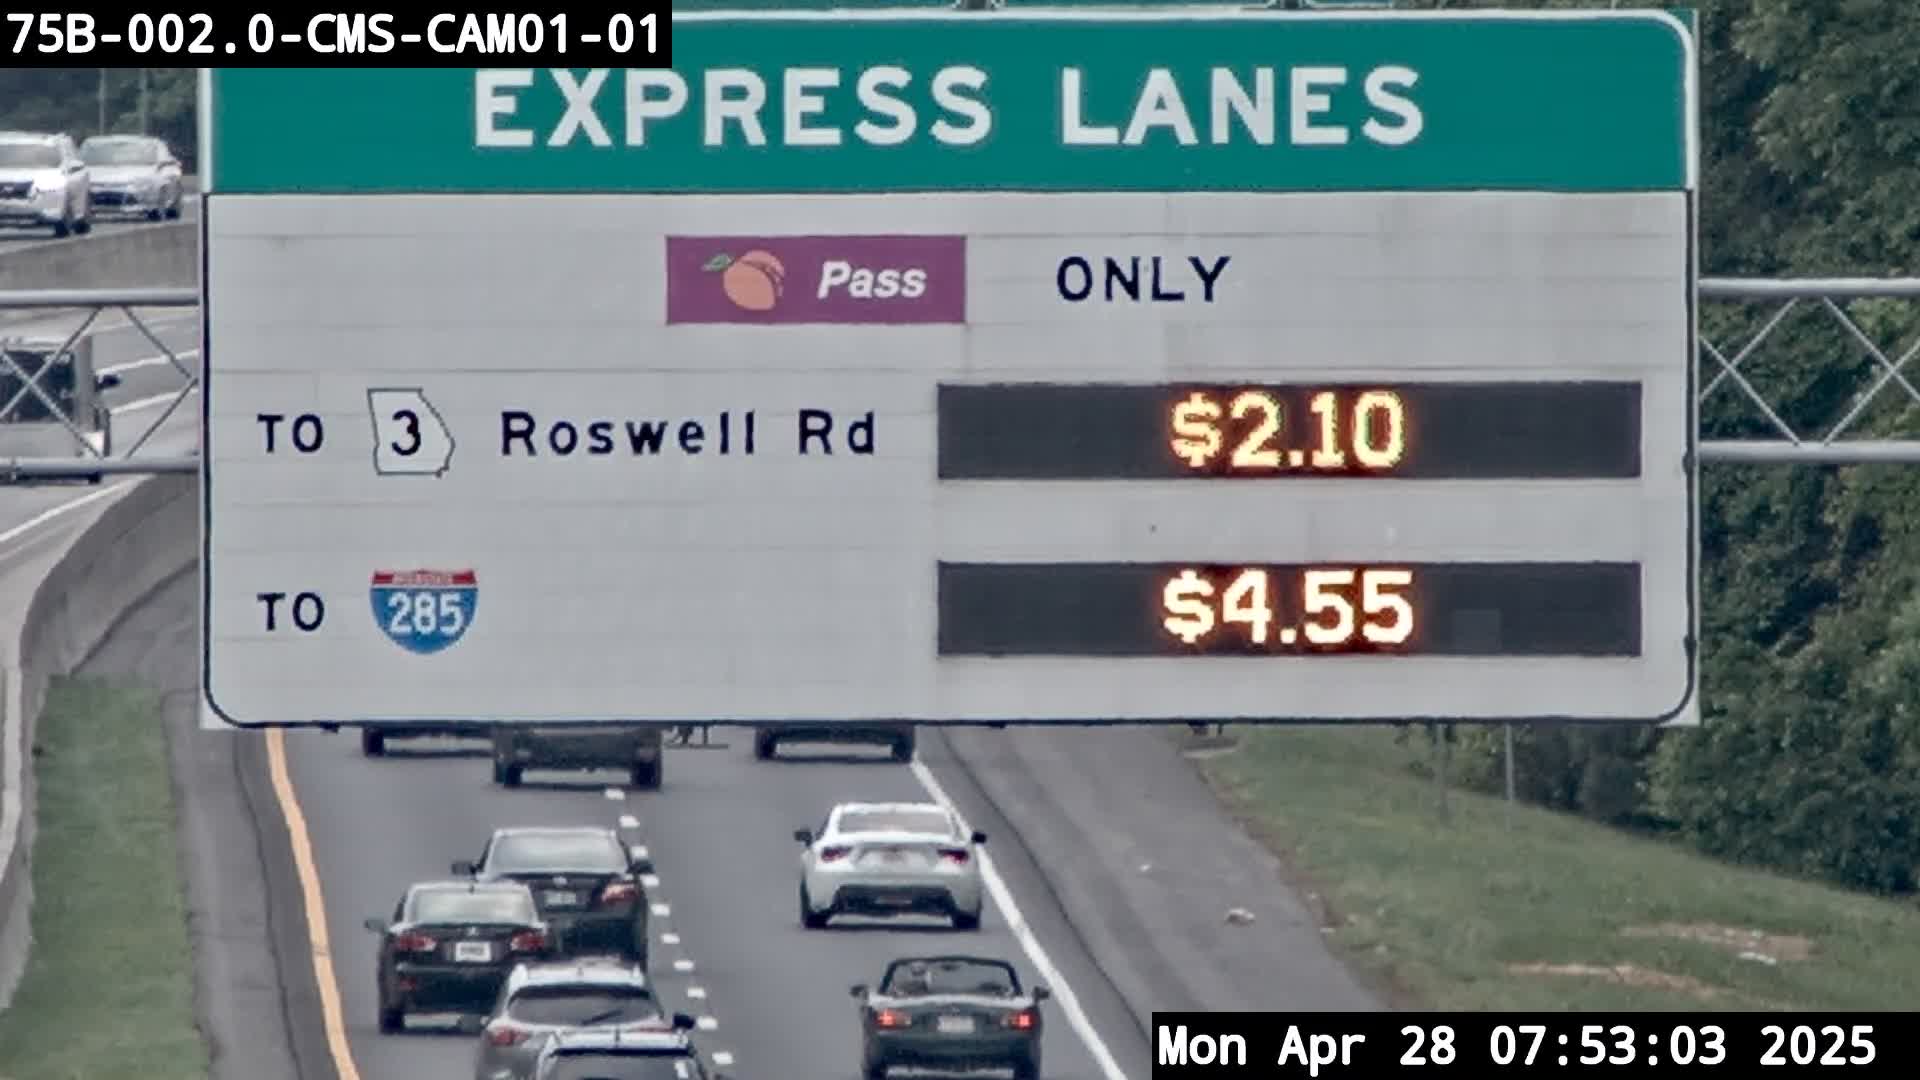 75B-002.0-CMS-CAM01-01
EXPRESS LANES
Pass ONLY
TO 3 Roswell Rd $2.10
TO 285 $4.55
Mon Apr 28 07:53:03 2025